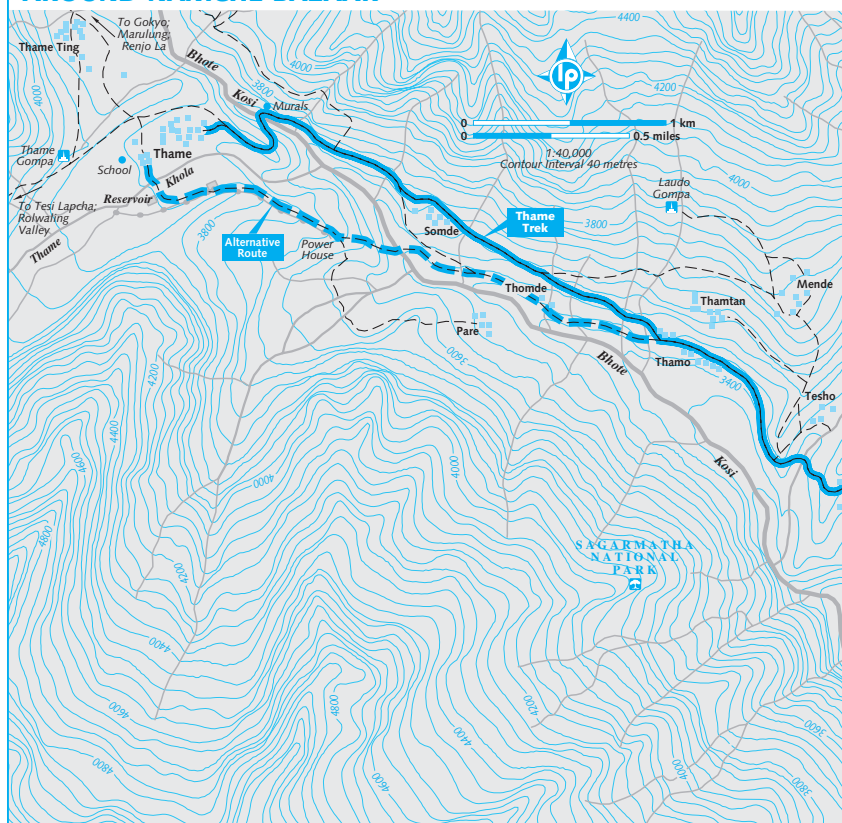 To Gokyo;
Marulung;
Renjo La
Thame Ting
4400
Bhote
Kosi
4000
3800
4200
lp
Murals
0 1 km
0 0.5 miles
1:40,000
Contour Interval 40 metres
4000
Thame
Thame
Gompa
School
Khola
Reservoir
To Tesi Lapcha;
Rolwaling
Valley
Thame
3800
Alternative
Route
Power
House
Somde
Thame
Trek
3800
Laudo
Gompa
4000
Mende
Thomde
Thamtan
Pare
3600
Bhote
Thamo
3400
Tesho
4200
4400
4600
4800
4000
4000
Kosi
SAGARMATHA
NATIONAL
PARK
4200
4400
4600
4800
4800
4600
4400
4200
4000
3800
3600